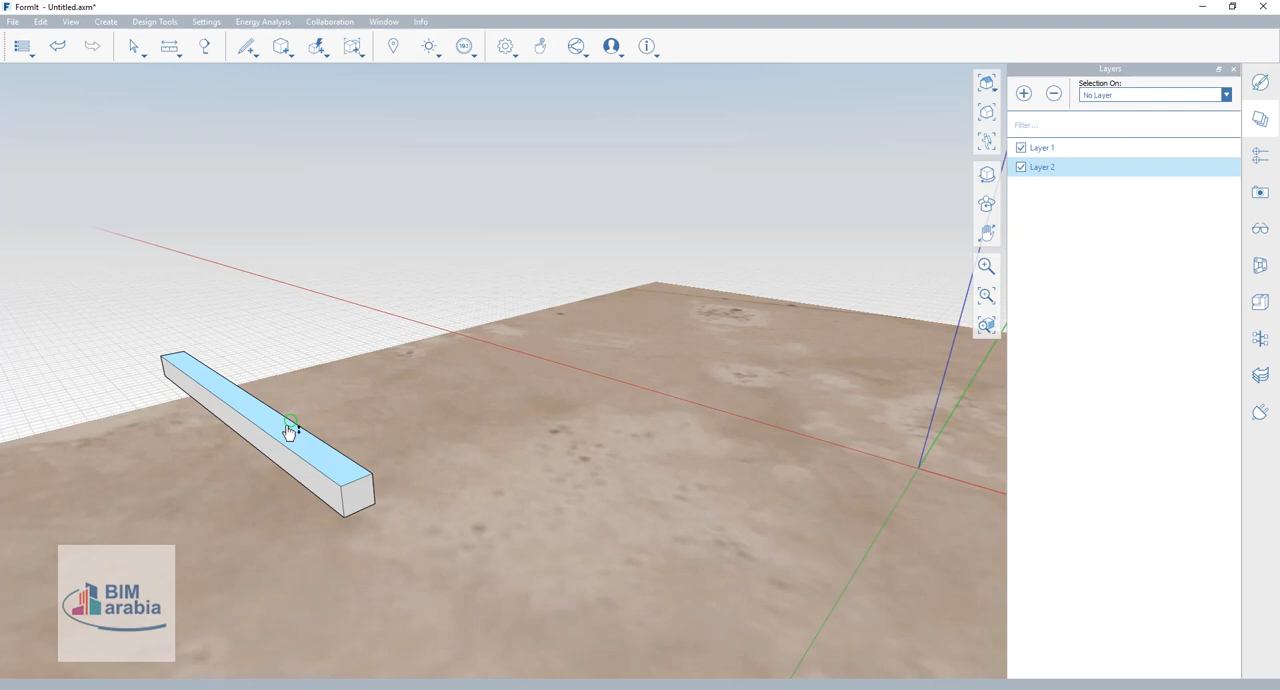 FormIt - Untitled.axm*
File Edit View Create Design Tools Settings Energy Analysis Collaboration Window Info
Layers
Selection On:
No Layer
Filter...
Layer 1
Layer 2
BIM
arabia